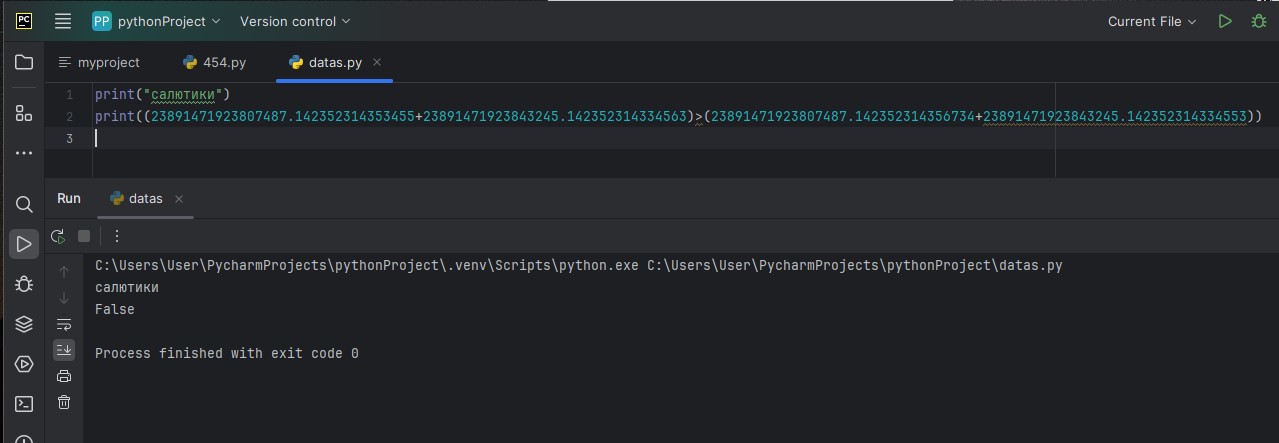 PC PP pythonProject Version control Current File
myproject 454.py datas.py
1 print("салютики")
2 print((23891471923807487.142352314353455+23891471923843245.142352314334563)>(23891471923807487.142352314356734+23891471923843245.142352314334553))
3
Run datas
C:\Users\User\PycharmProjects\pythonProject\.venv\Scripts\python.exe C:\Users\User\PycharmProjects\pythonProject\datas.py
салютики
False
Process finished with exit code 0